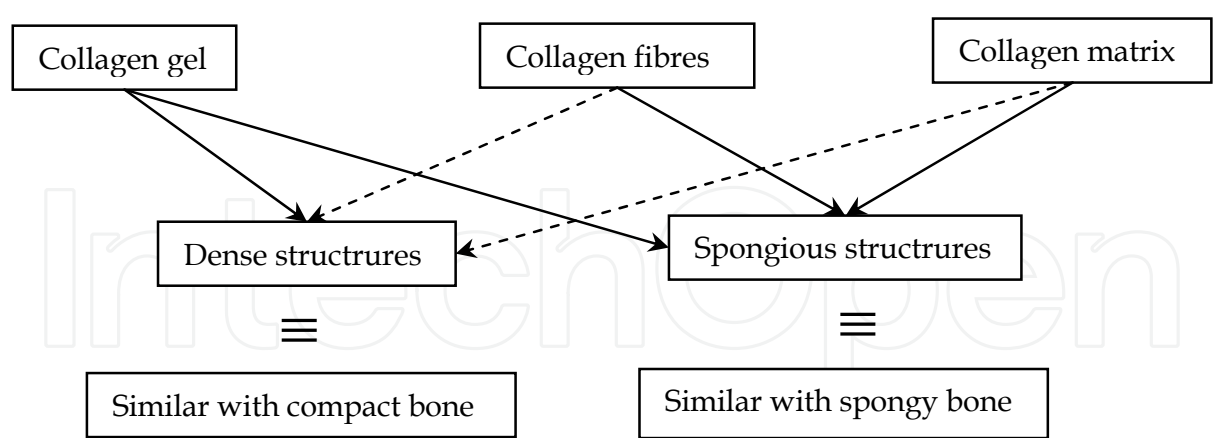 Collagen gel
Collagen fibres
Collagen matrix
Dense structrures
Spongious structrures
≡
≡
Similar with compact bone
Similar with spongy bone
IntechOpen